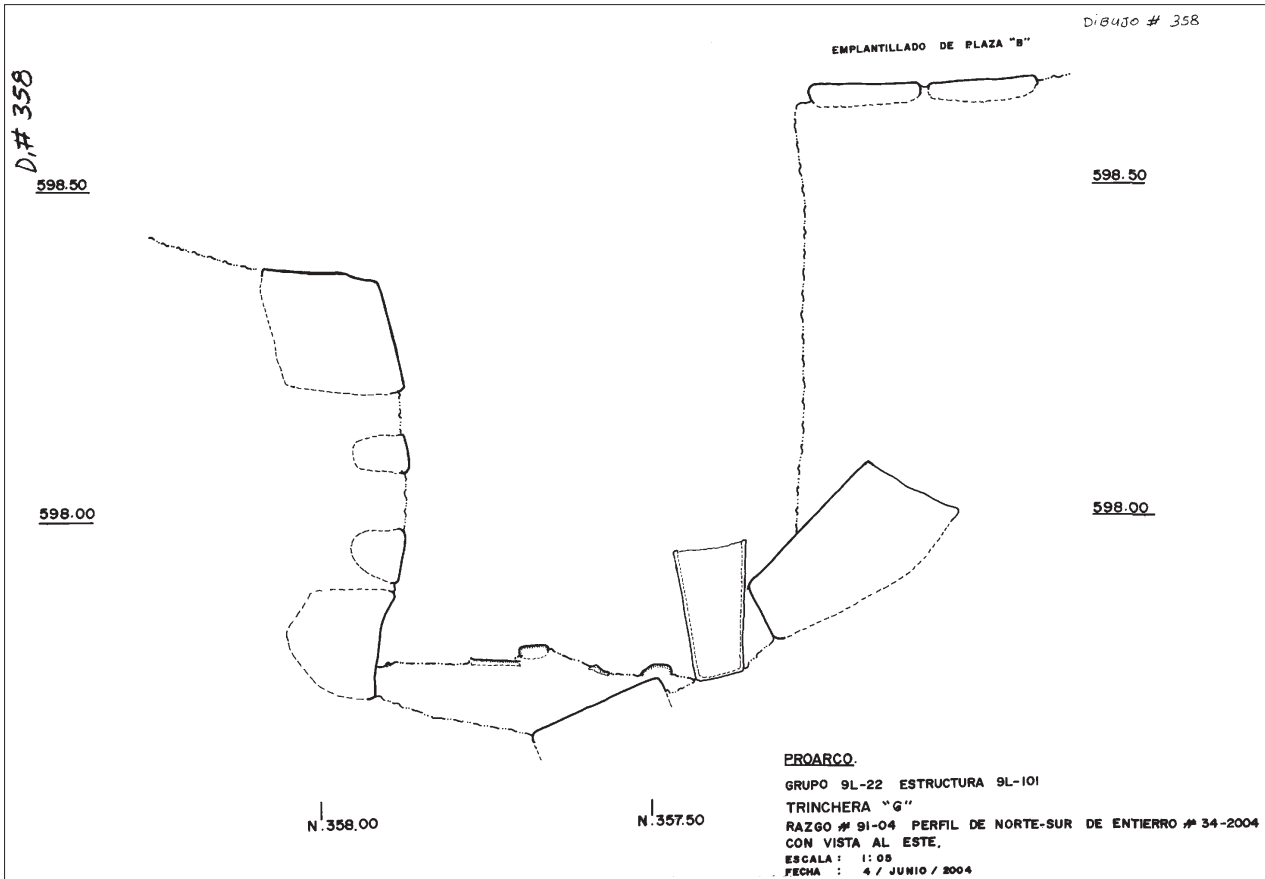 DIBUJO # 358
EMPLANTILLADO DE PLAZA "B"
D,# 358
598.50
598.50
598.00
598.00
N.358.00
N.357.50
PROARCO.
GRUPO 9L-22 ESTRUCTURA 9L-101
TRINCHERA "G"
RAZGO # 91-04 PERFIL DE NORTE-SUR DE ENTIERRO # 34-2004
CON VISTA AL ESTE.
ESCALA : 1:05
FECHA : 4 / JUNIO / 2004